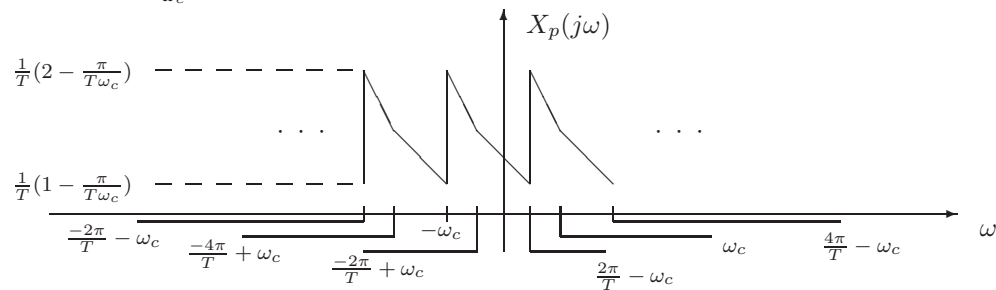 ω_c
X_p(jω)
1/T(2 − π/(Tω_c))
. . .
. . .
1/T(1 − π/(Tω_c))
ω
−2π/T − ω_c
−4π/T + ω_c
−2π/T + ω_c
−ω_c
2π/T − ω_c
ω_c
4π/T − ω_c